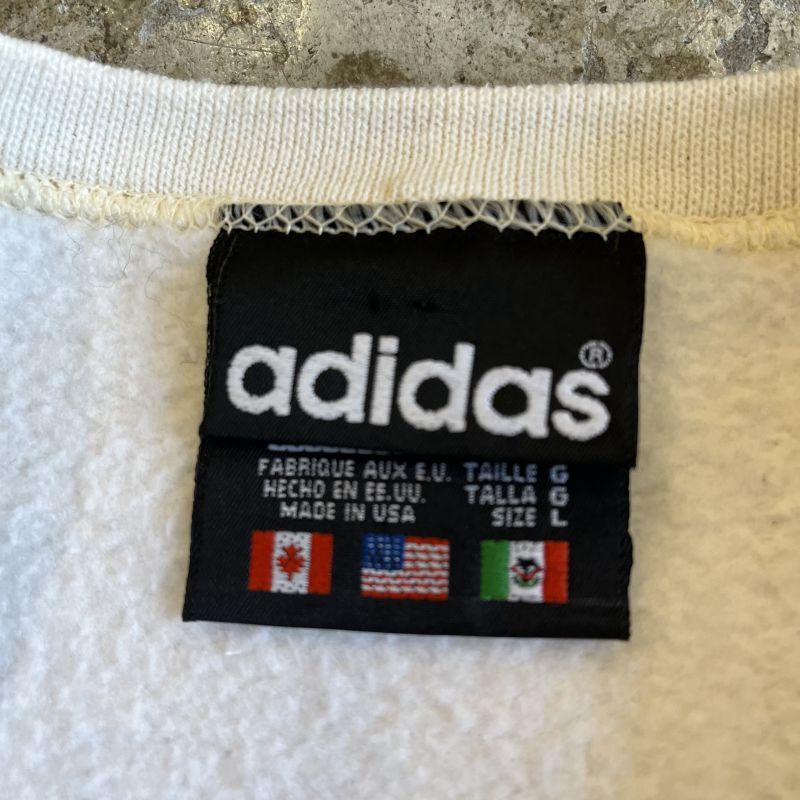 adidas®
FABRIQUE AUX E.U. TAILLE G
HECHO EN EE.UU. TALLA G
MADE IN USA SIZE L